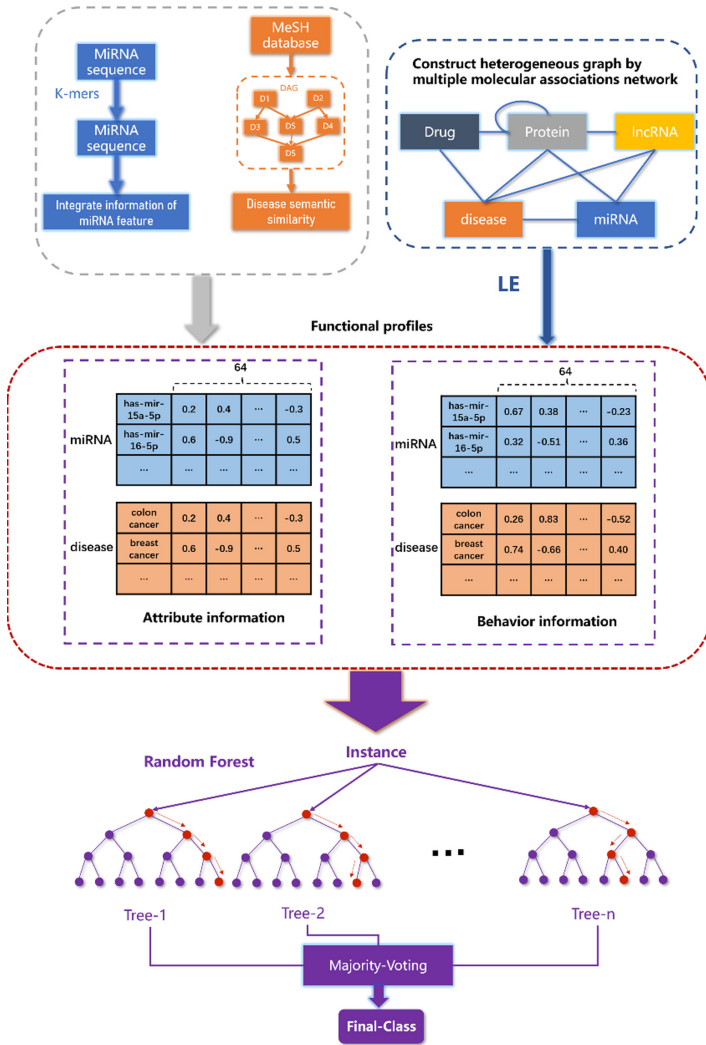 MiRNA
sequence
K-mers
MiRNA
sequence
Integrate information of
miRNA feature
MeSH
database
DAG
D1
D2
D3
D5
D4
D5
Disease semantic
similarity
Construct heterogeneous graph by
multiple molecular associations network
Drug
Protein
lncRNA
disease
miRNA
LE
Functional profiles
64
miRNA
has-mir-
15a-5p
0.2 0.4 ... -0.3
has-mir-
16-5p
0.6 -0.9 ... 0.5
... ... ... ... ...
disease
colon
cancer
0.2 0.4 ... -0.3
breast
cancer
0.6 -0.9 ... 0.5
... ... ... ... ...
Attribute information
64
miRNA
has-mir-
15a-5p
0.67 0.38 ... -0.23
has-mir-
16-5p
0.32 -0.51 ... 0.36
... ... ... ... ...
disease
colon
cancer
0.26 0.83 ... -0.52
breast
cancer
0.74 -0.66 ... 0.40
... ... ... ... ...
Behavior information
Random Forest
Instance
...
Tree-1
Tree-2
Tree-n
Majority-Voting
Final-Class